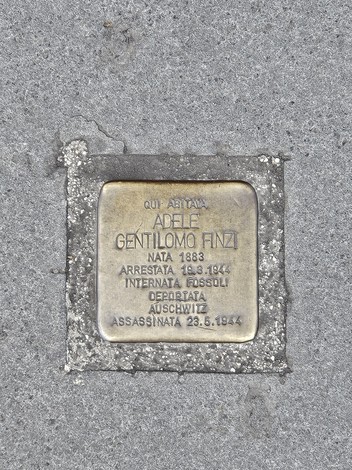 QUI ABITAVA
ADELE
GENTILOMO FINZI
NATA 1883
ARRESTATA 19.3.1944
INTERNATA FOSSOLI
DEPORTATA
AUSCHWITZ
ASSASSINATA 23.5.1944